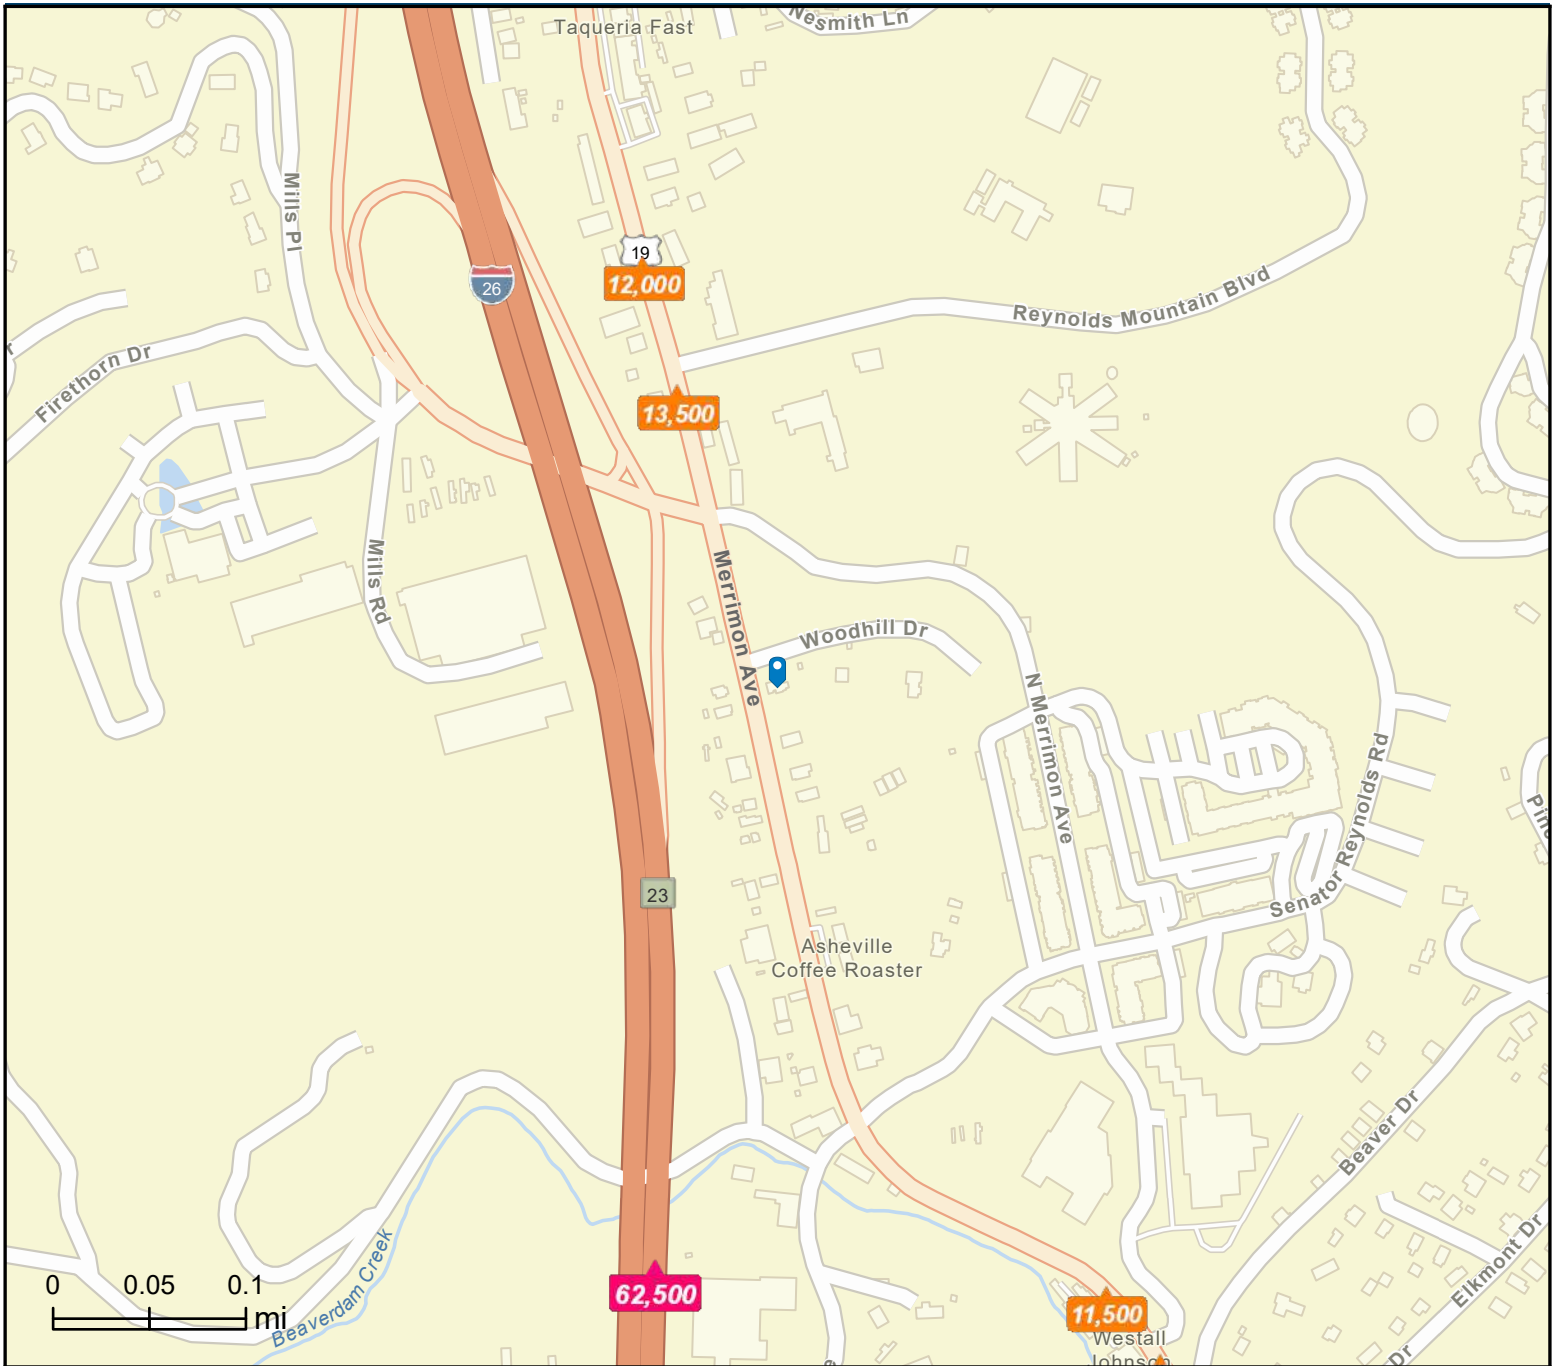 Taqueria Fast
Nesmith Ln
Mills Pl
19
12,000
26
Reynolds Mountain Blvd
Firethorn Dr
13,500
Mills Rd
Merrimon Ave
Woodhill Dr
N Merrimon Ave
Senator Reynolds Rd
23
Asheville
Coffee Roaster
Beaver Dr
Elkmont Dr
Beaverdam Creek
0 0.05 0.1
mi
62,500
11,500
Westall
Johnson
Dr